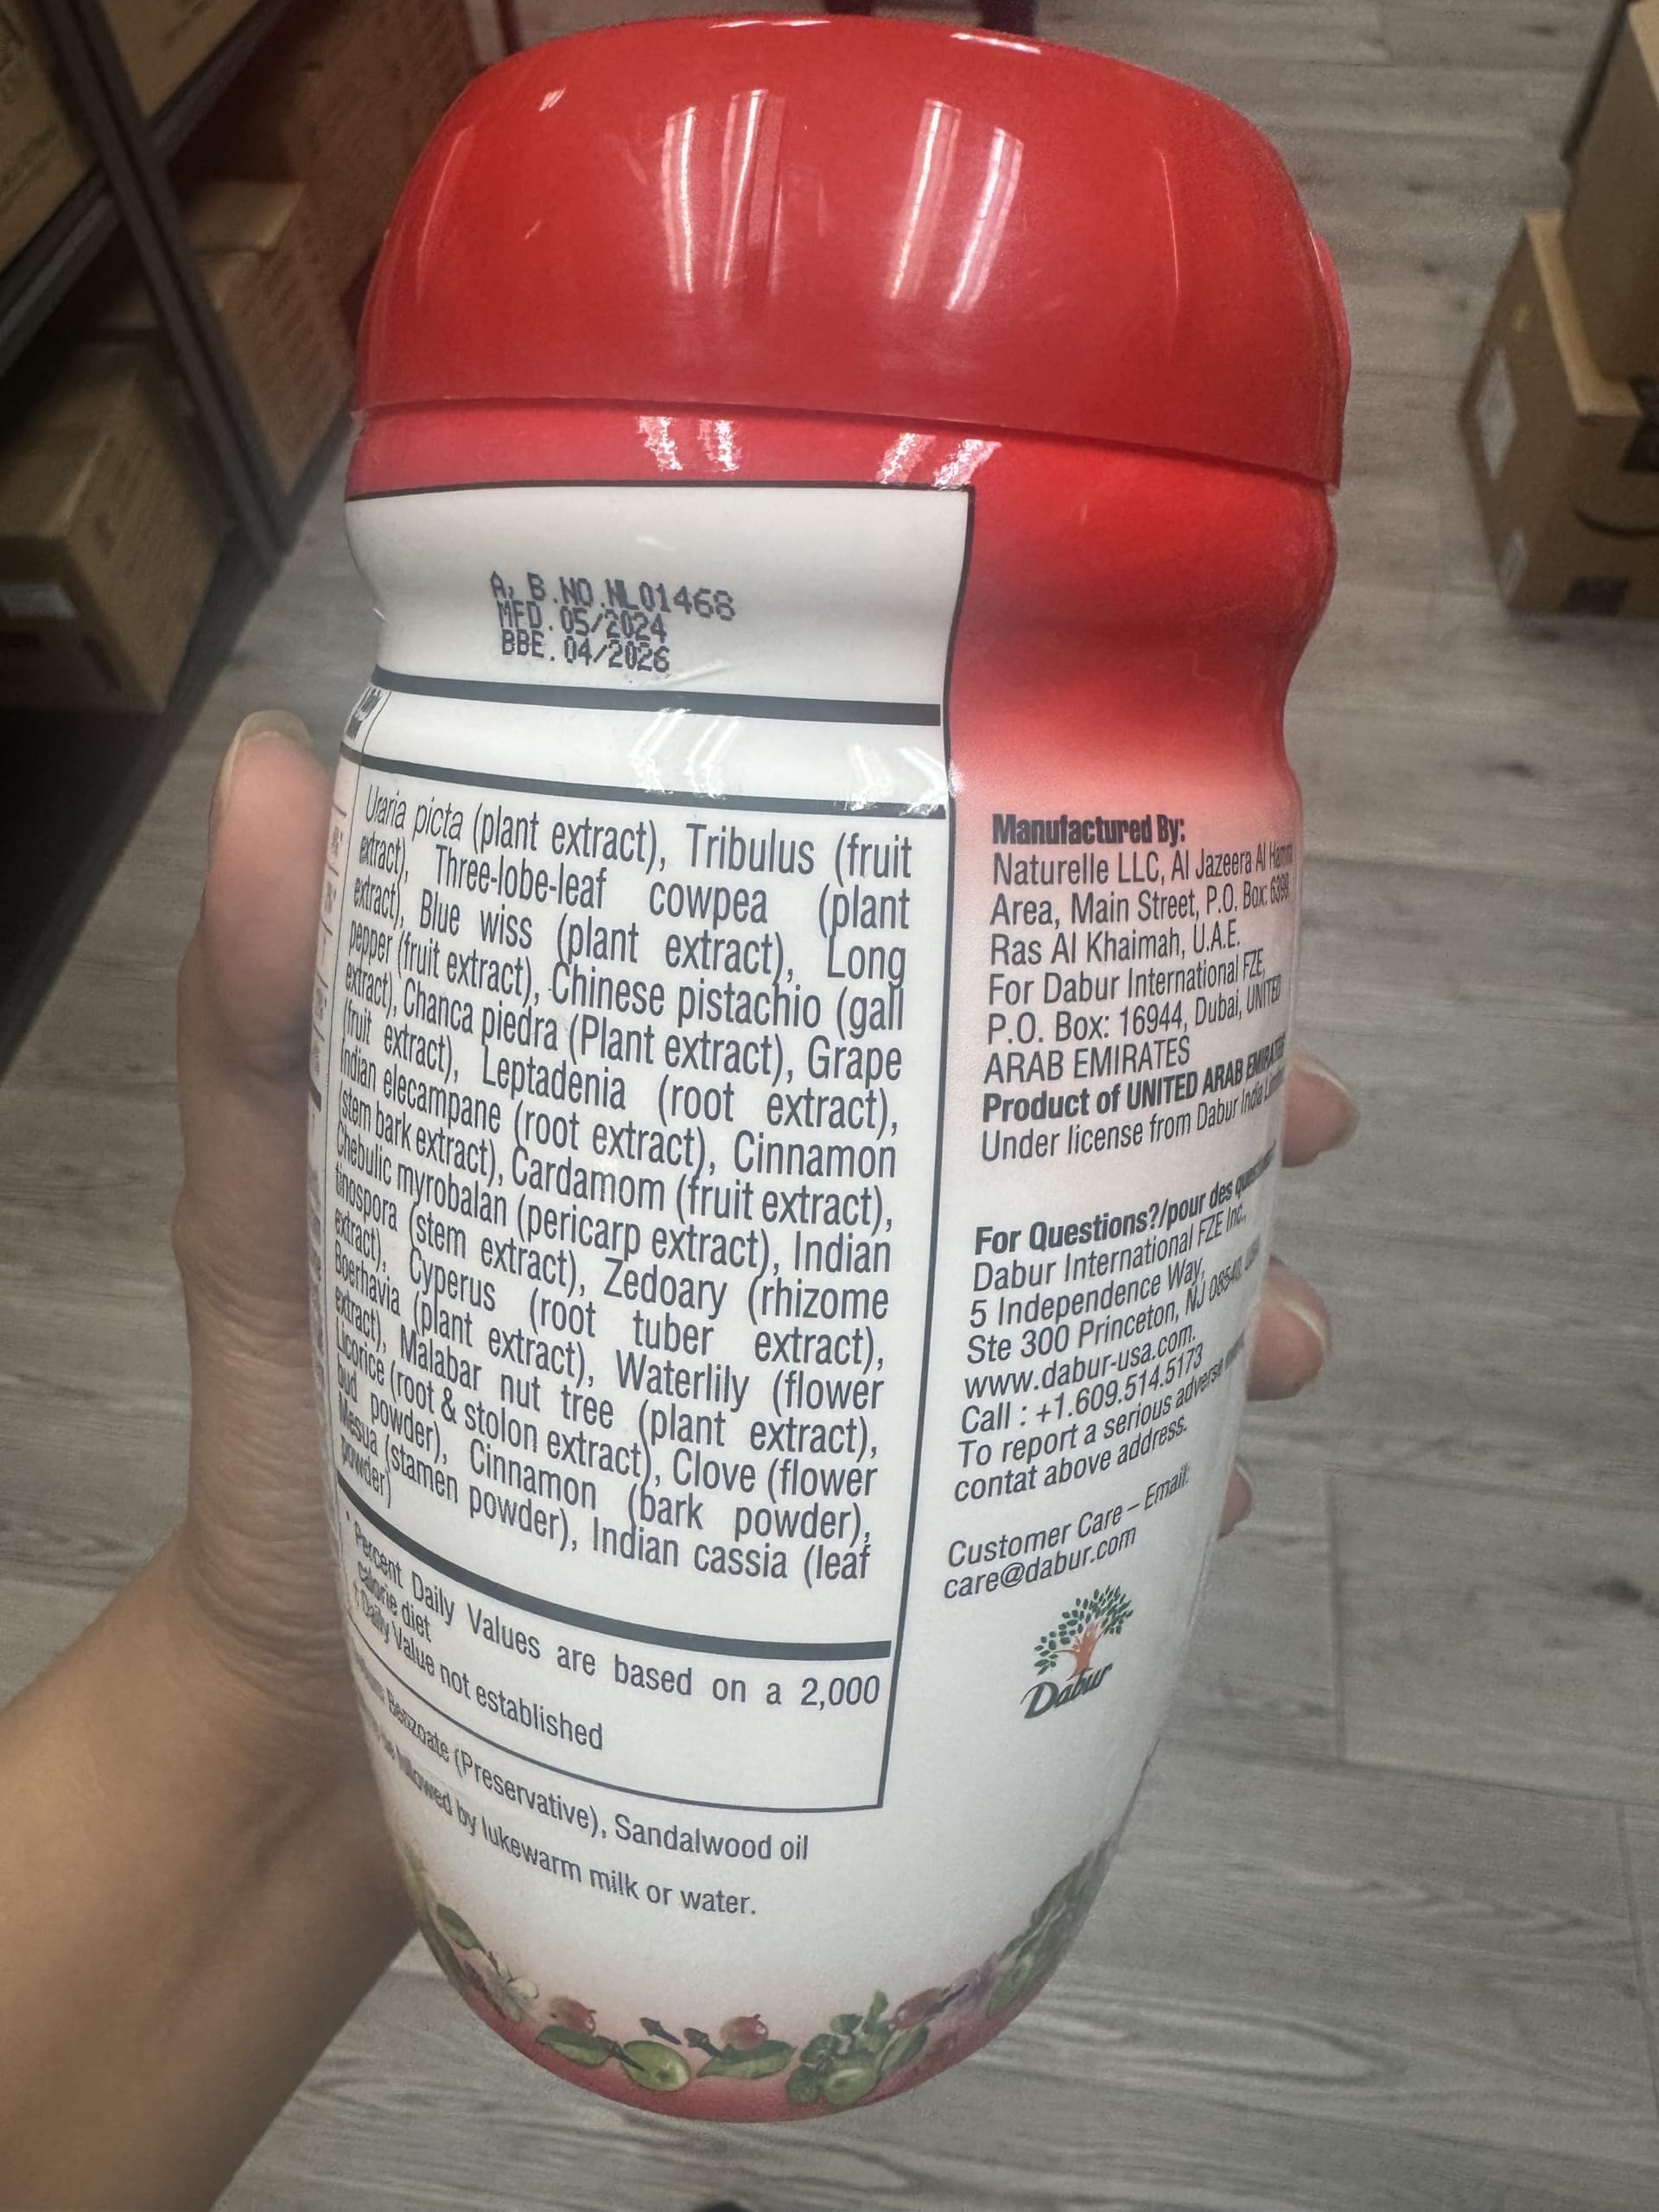 A, B.NO.NL01468
MFD. 05/2024
BBE. 04/2026
Uraria picta (plant extract), Tribulus (fruit
extract), Three-lobe-leaf cowpea (plant
extract), Blue wiss (plant extract), Long
pepper (fruit extract), Chinese pistachio (gall
extract), Chanca piedra (Plant extract), Grape
(fruit extract), Leptadenia (root extract),
Indian elecampane (root extract), Cinnamon
(stem bark extract), Cardamom (fruit extract),
Chebulic myrobalan (pericarp extract), Indian
tinospora (stem extract), Zedoary (rhizome
extract), Cyperus (root tuber extract),
Boerhavia (plant extract), Waterlily (flower
extract), Malabar nut tree (plant extract),
Licorice (root & stolon extract), Clove (flower
bud powder), Cinnamon (bark powder),
Mesua (stamen powder), Indian cassia (leaf
powder)
* Percent Daily Values are based on a 2,000
calorie diet
† Daily Value not established
Benzoate (Preservative), Sandalwood oil
followed by lukewarm milk or water.
Manufactured By:
Naturelle LLC, Al Jazeera Al
Area, Main Street, P.O. Box:
Ras Al Khaimah, U.A.E.
For Dabur International FZE,
P.O. Box: 16944, Dubai, UNITED
ARAB EMIRATES
Product of UNITED ARAB EMIRATES
Under license from Dabur India
For Questions?/pour des
Dabur International FZE Inc.
5 Independence Way,
Ste 300 Princeton, NJ 08540,
www.dabur-usa.com.
Call : +1.609.514.5173
To report a serious adverse
contat above address.
Customer Care – Email:
care@dabur.com
Dabur